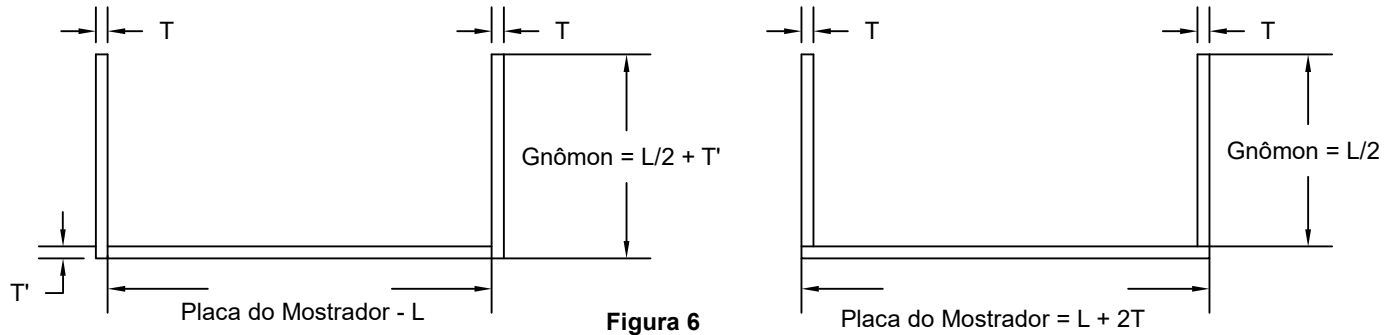 T
T
T
T
Gnômon = L/2 + T'
Gnômon = L/2
T'
Placa do Mostrador - L
Figura 6
Placa do Mostrador = L + 2T